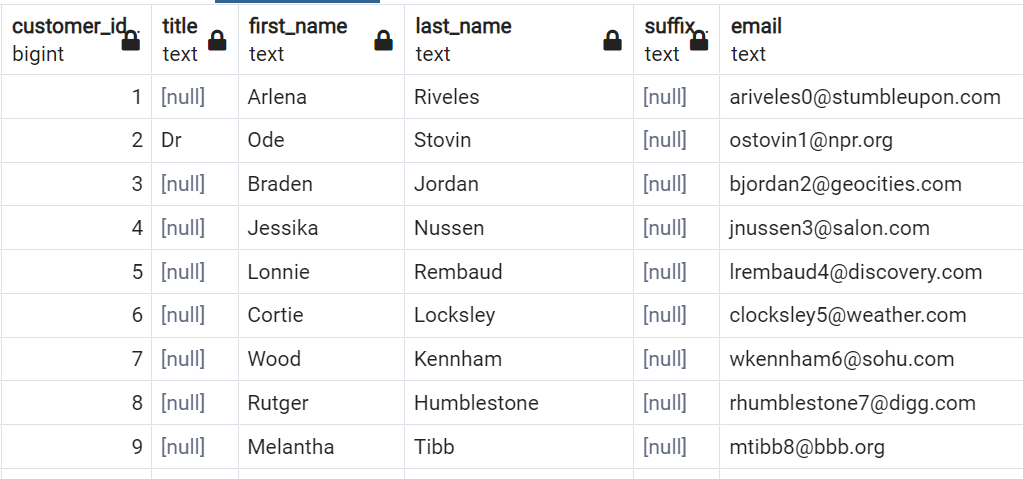 customer_id title first_name last_name suffix email
bigint text text text text text
1 [null] Arlena Riveles [null] ariveles0@stumbleupon.com
2 Dr Ode Stovin [null] ostovin1@npr.org
3 [null] Braden Jordan [null] bjordan2@geocities.com
4 [null] Jessika Nussen [null] jnussen3@salon.com
5 [null] Lonnie Rembaud [null] lrembaud4@discovery.com
6 [null] Cortie Locksley [null] clocksley5@weather.com
7 [null] Wood Kennham [null] wkennham6@sohu.com
8 [null] Rutger Humblestone [null] rhumblestone7@digg.com
9 [null] Melantha Tibb [null] mtibb8@bbb.org